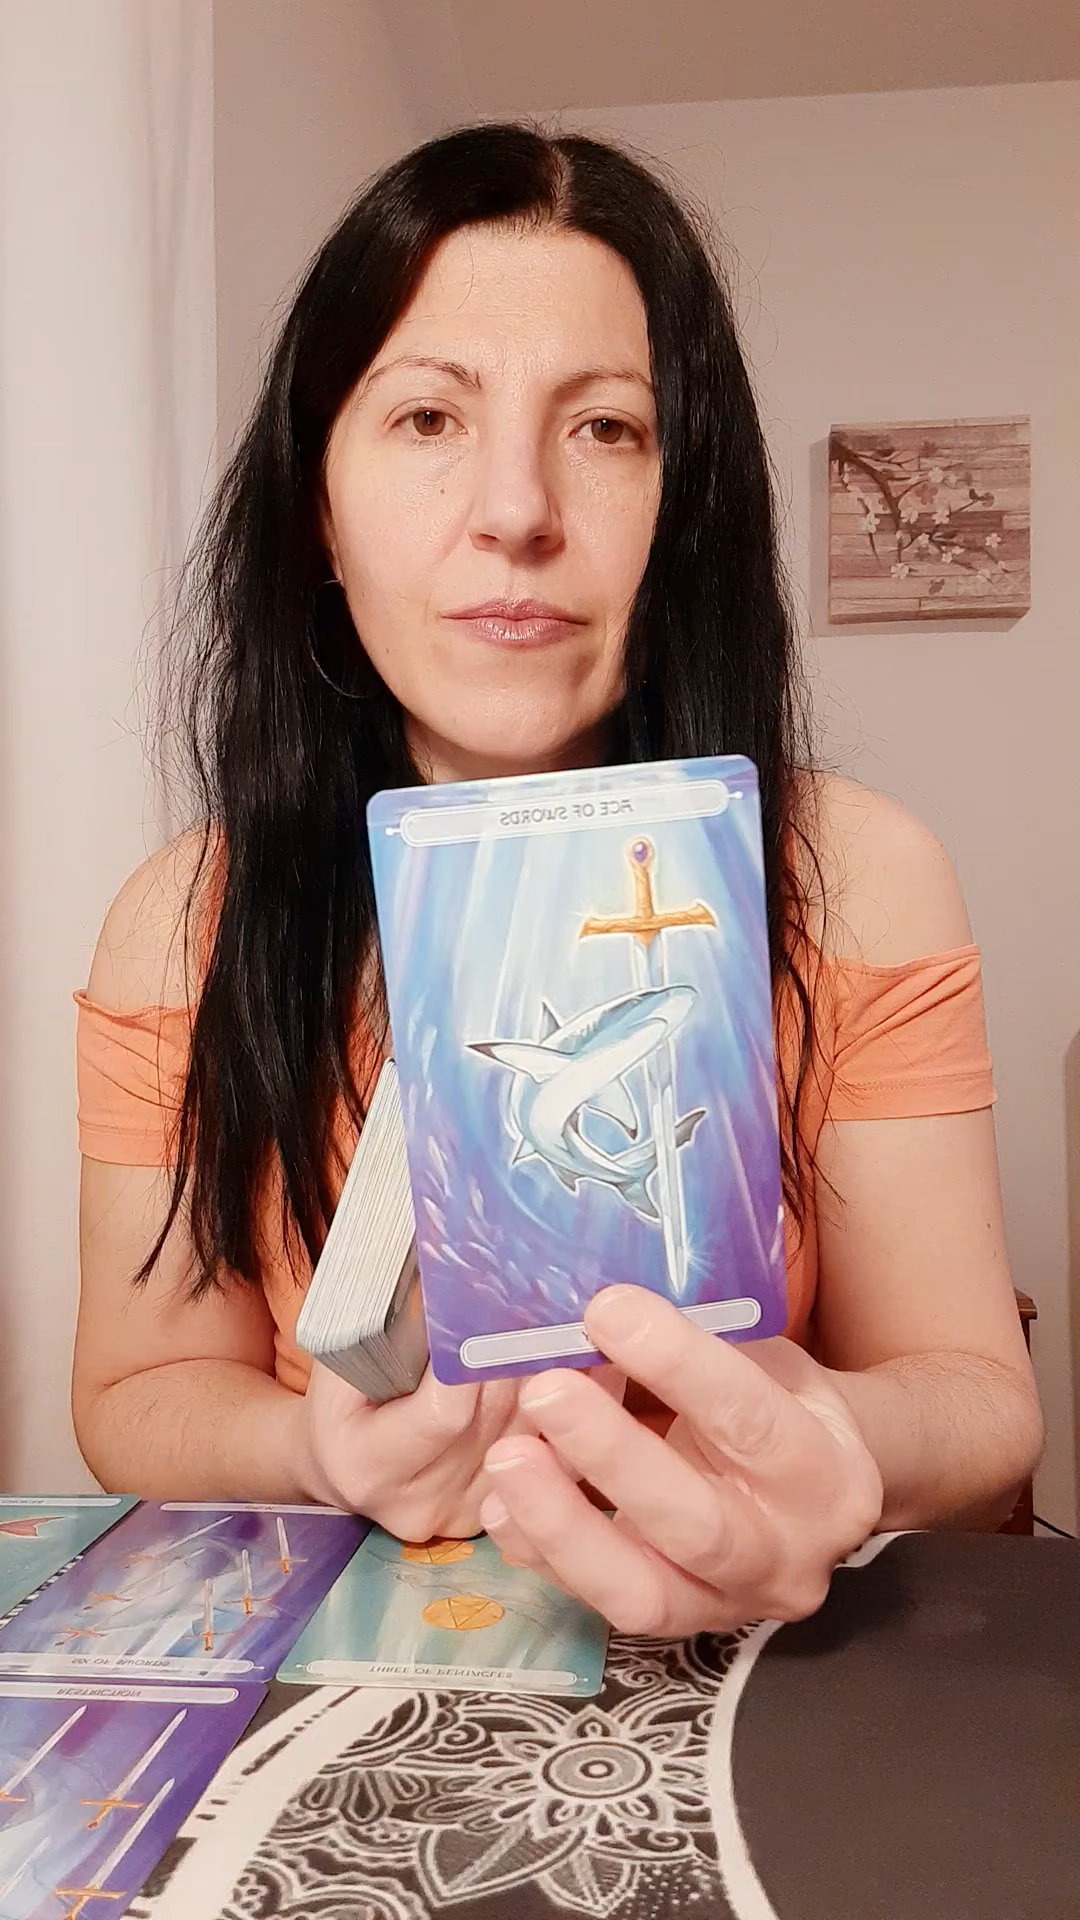 ACE OF SWORDS
SIX OF SWORDS
THREE OF PENTACLES
RESTRICTION